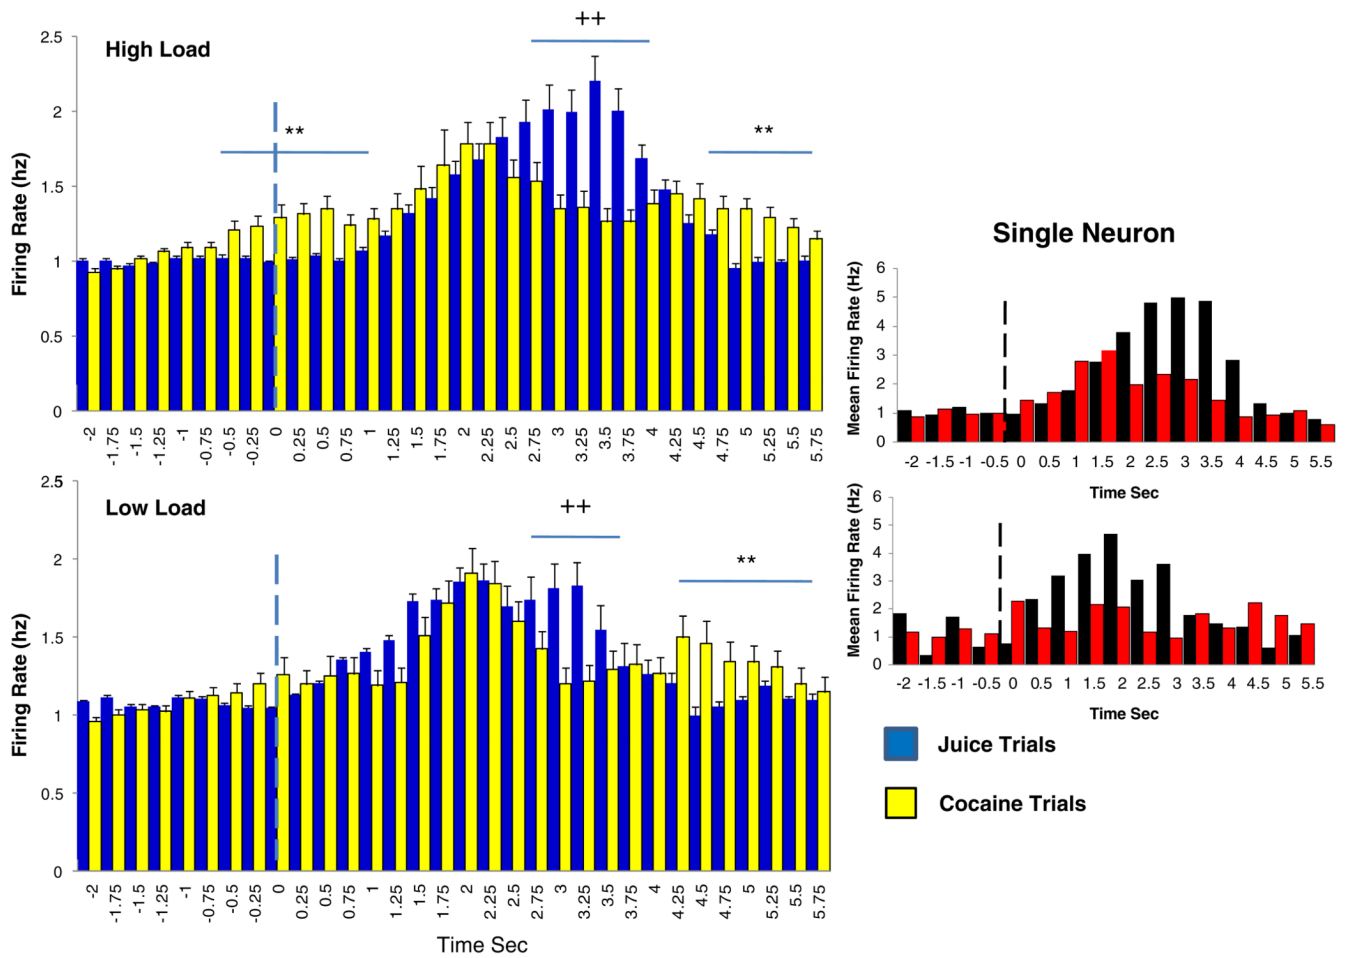 High Load
++
**
**
Firing Rate (hz)
2.5
2
1.5
1
0.5
0
-2 -1.75 -1.5 -1.25 -1 -0.75 -0.5 -0.25 0 0.25 0.5 0.75 1 1.25 1.5 1.75 2 2.25 2.5 2.75 3 3.25 3.5 3.75 4 4.25 4.5 4.75 5 5.25 5.5 5.75
Low Load
++
**
Firing Rate (hz)
2.5
2
1.5
1
0.5
0
-2 -1.75 -1.5 -1.25 -1 -0.75 -0.5 -0.25 0 0.25 0.5 0.75 1 1.25 1.5 1.75 2 2.25 2.5 2.75 3 3.25 3.5 3.75 4 4.25 4.5 4.75 5 5.25 5.5 5.75
Time Sec
Single Neuron
Meean Firing Rate (Hz)
6
5
4
3
2
1
0
-2 -1.5 -1 -0.5 0 0.5 1 1.5 2 2.5 3 3.5 4 4.5 5 5.5
Time Sec
Meean Firing Rate (Hz)
6
5
4
3
2
1
0
-2 -1.5 -1 -0.5 0 0.5 1 1.5 2 2.5 3 3.5 4 4.5 5 5.5
Time Sec
Juice Trials
Cocaine Trials